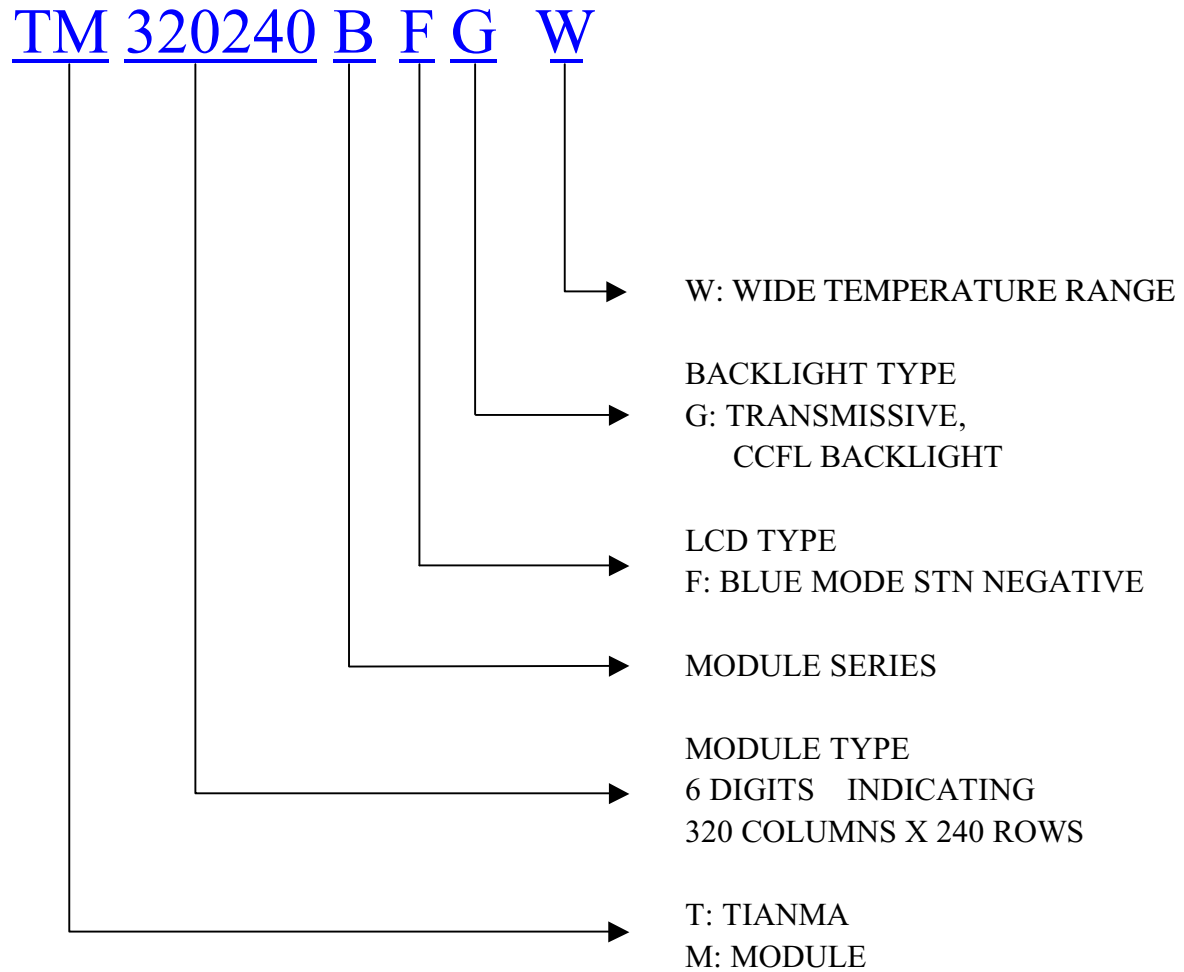 TM 320240 B F G W
W: WIDE TEMPERATURE RANGE
BACKLIGHT TYPE
G: TRANSMISSIVE,
CCFL BACKLIGHT
LCD TYPE
F: BLUE MODE STN NEGATIVE
MODULE SERIES
MODULE TYPE
6 DIGITS INDICATING
320 COLUMNS X 240 ROWS
T: TIANMA
M: MODULE